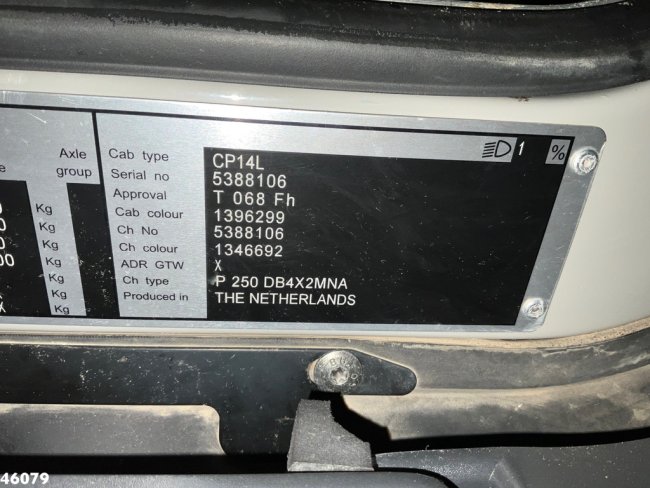 Axle
group
Kg
Kg
Kg
00 Kg
Kg
Kg
X Kg
Cab type CP14L
Serial no 5388106
Approval T 068 Fh
Cab colour 1396299
Ch No 5388106
Ch colour 1346692
ADR GTW X
Ch type P 250 DB4X2MNA
Produced in THE NETHERLANDS
1 %
46079